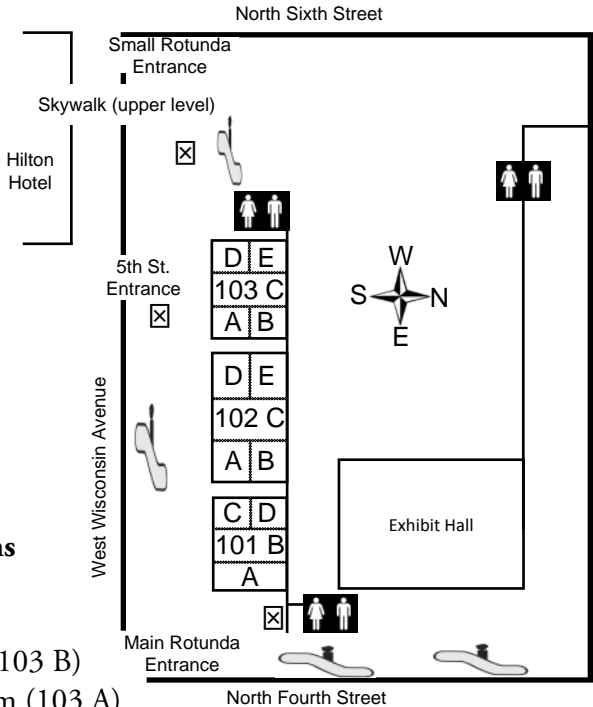 North Sixth Street
Small Rotunda
Entrance
Skywalk (upper level)
Hilton
Hotel
D E
103 C
A B
5th St.
Entrance
W
S N
E
D E
102 C
A B
West Wisconsin Avenue
C D
101 B
A
Exhibit Hall
Main Rotunda
Entrance
North Fourth Street
103 B)
(103 A)